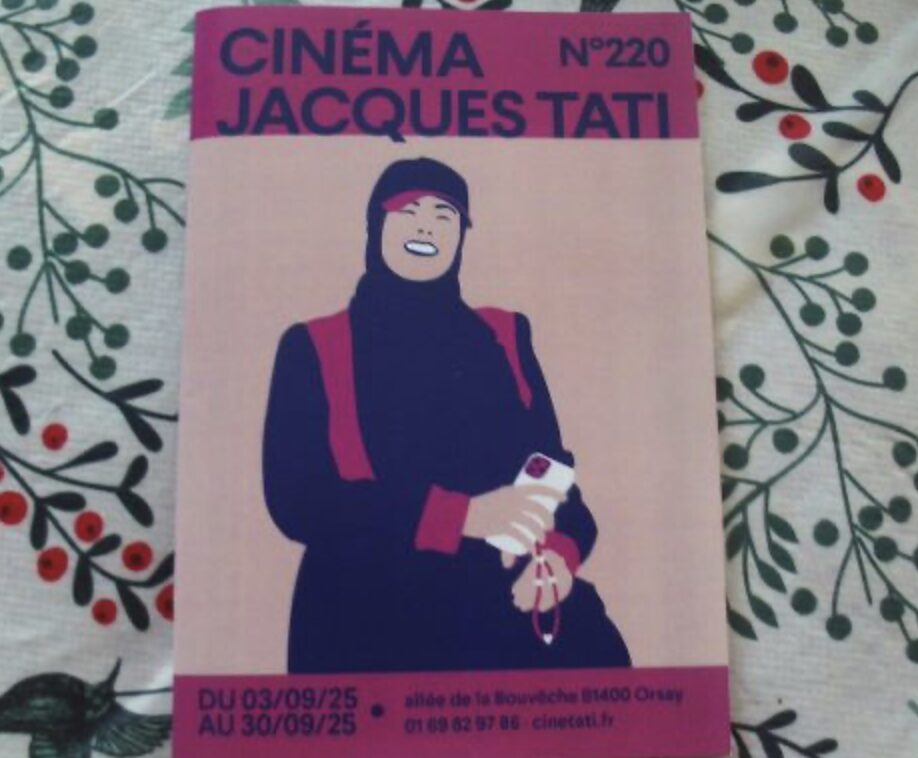 CINÉMA N°220
JACQUES TATI
DU 03/09/25
AU 30/09/25
allée de la Bouvêche 91400 Orsay
01 69 82 97 86 · cinetati.fr